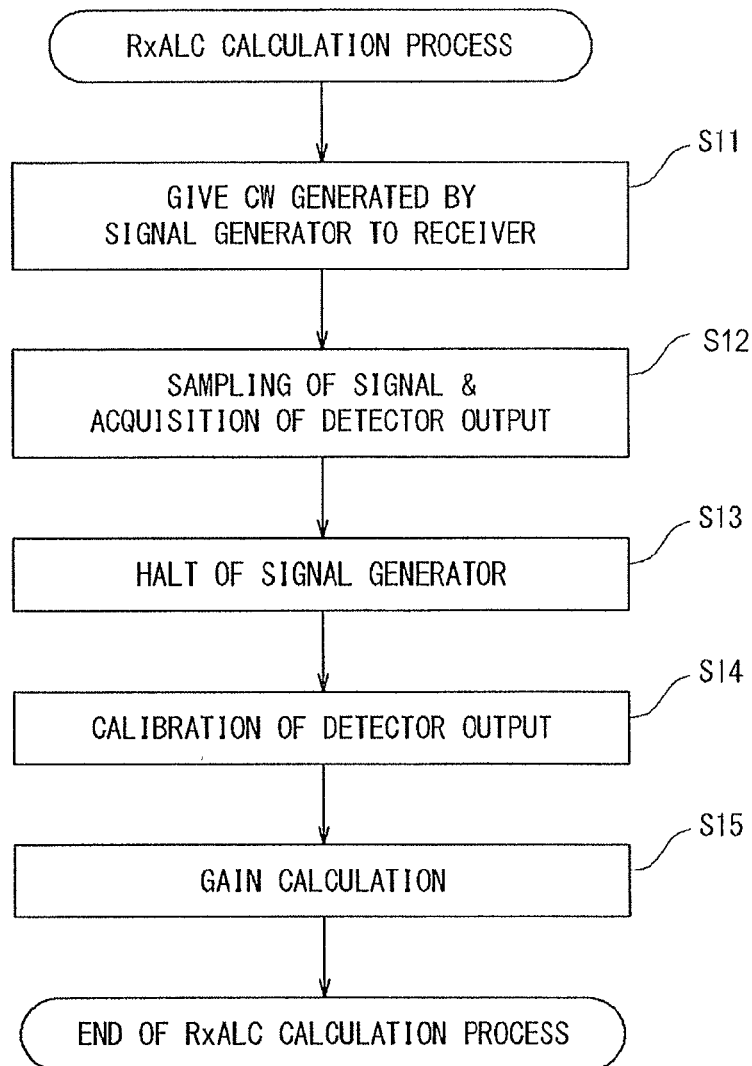 RxALC CALCULATION PROCESS
S11
GIVE CW GENERATED BY
SIGNAL GENERATOR TO RECEIVER
S12
SAMPLING OF SIGNAL &
ACQUISITION OF DETECTOR OUTPUT
S13
HALT OF SIGNAL GENERATOR
S14
CALIBRATION OF DETECTOR OUTPUT
S15
GAIN CALCULATION
END OF RxALC CALCULATION PROCESS